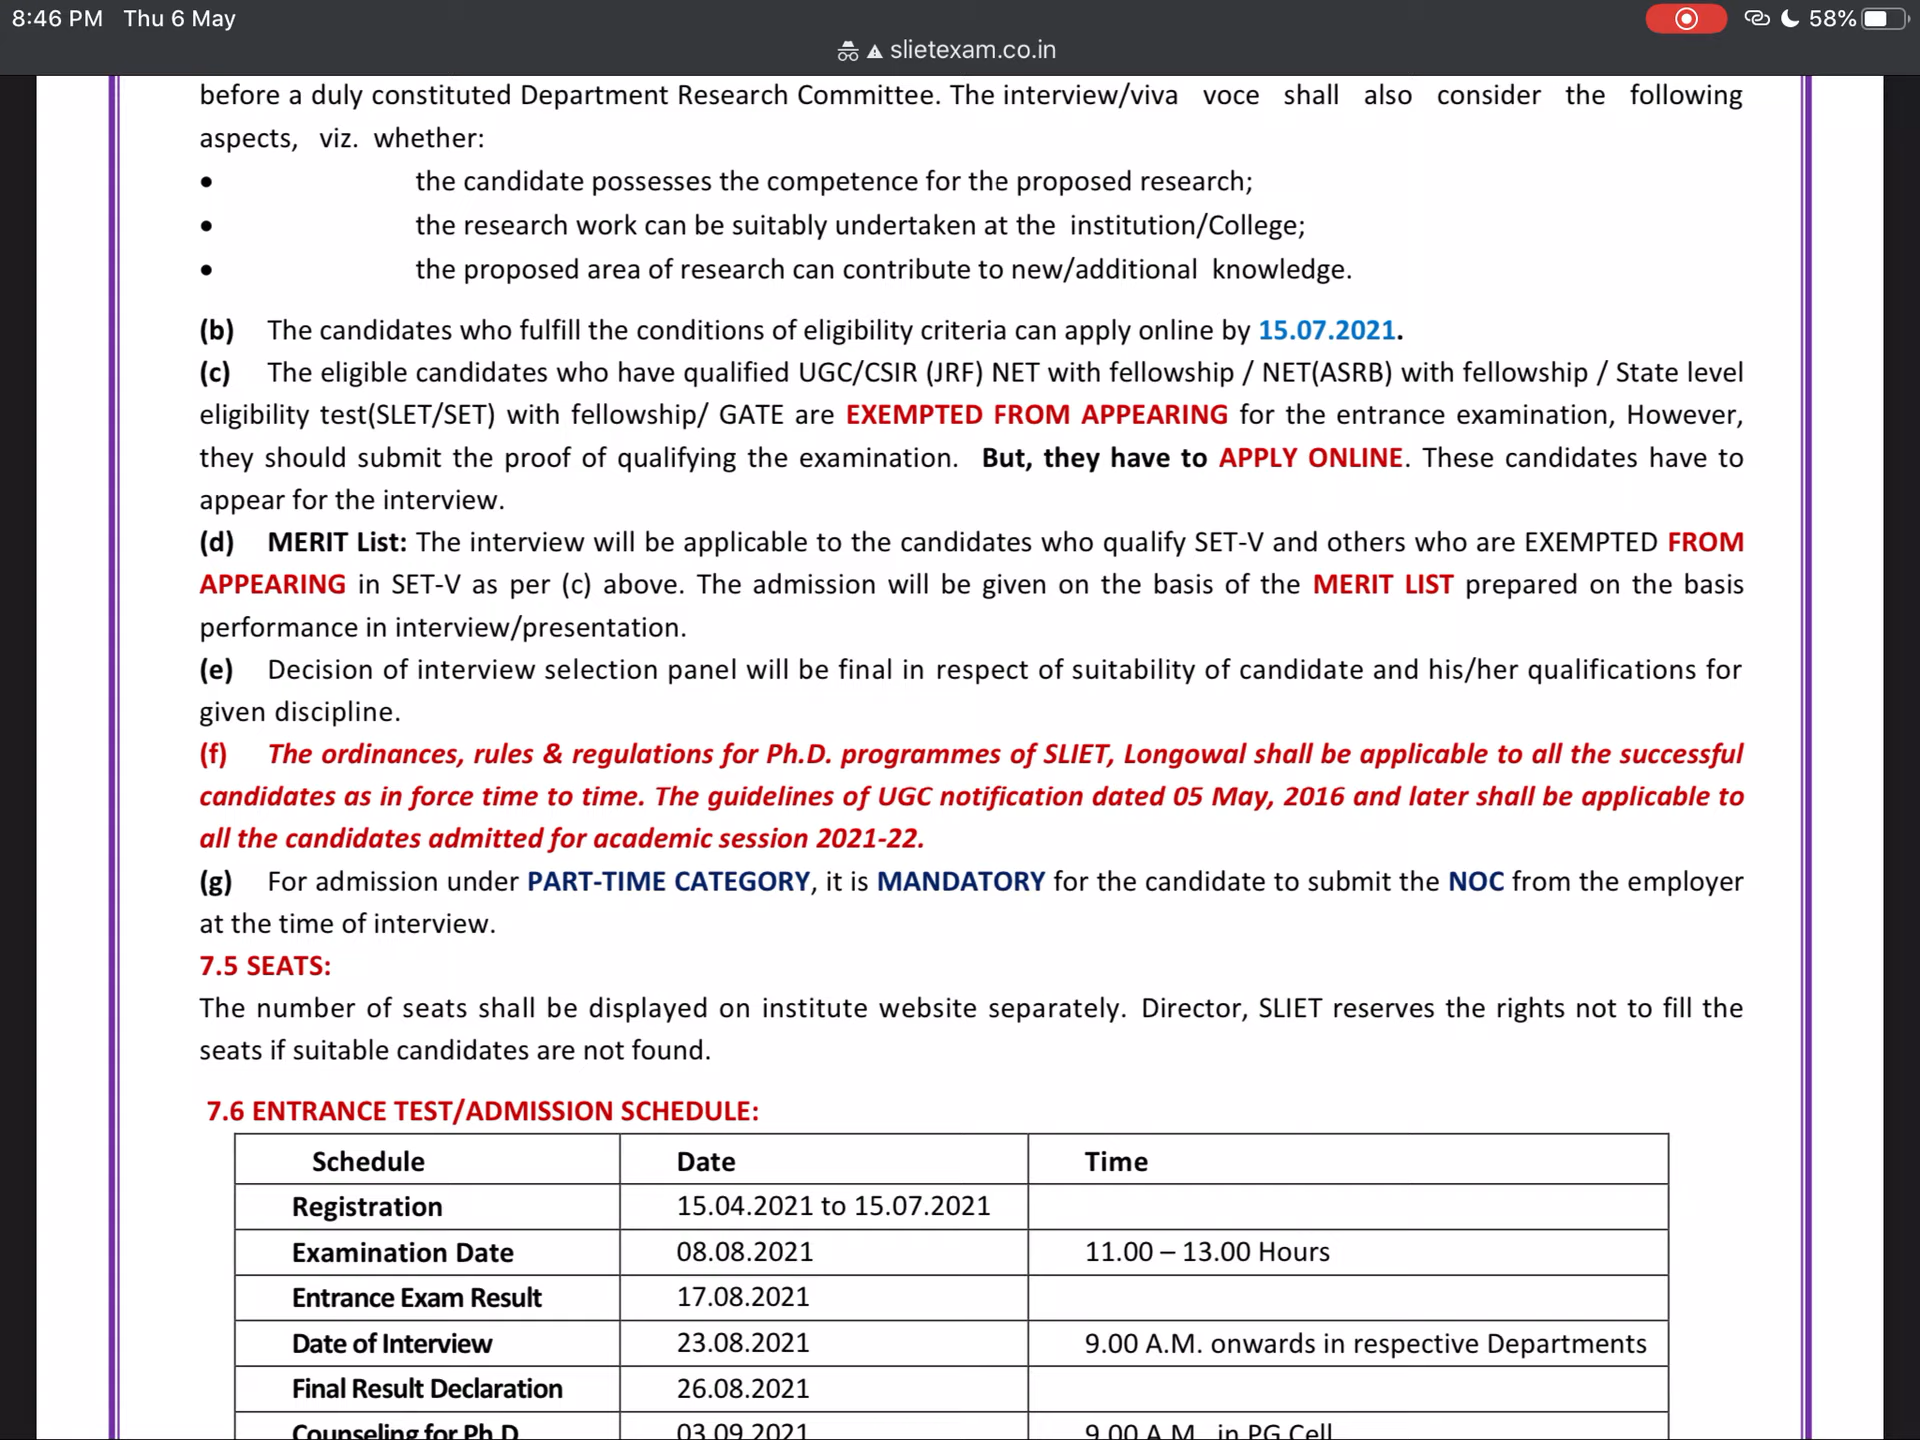 8:46 PM Thu 6 May
58%
slietexam.co.in
before a duly constituted Department Research Committee. The interview/viva voce shall also consider the following
aspects, viz. whether:
• the candidate possesses the competence for the proposed research;
• the research work can be suitably undertaken at the institution/College;
• the proposed area of research can contribute to new/additional knowledge.
(b) The candidates who fulfill the conditions of eligibility criteria can apply online by 15.07.2021.
(c) The eligible candidates who have qualified UGC/CSIR (JRF) NET with fellowship / NET(ASRB) with fellowship / State level
eligibility test(SLET/SET) with fellowship/ GATE are EXEMPTED FROM APPEARING for the entrance examination, However,
they should submit the proof of qualifying the examination. But, they have to APPLY ONLINE. These candidates have to
appear for the interview.
(d) MERIT List: The interview will be applicable to the candidates who qualify SET-V and others who are EXEMPTED FROM
APPEARING in SET-V as per (c) above. The admission will be given on the basis of the MERIT LIST prepared on the basis
performance in interview/presentation.
(e) Decision of interview selection panel will be final in respect of suitability of candidate and his/her qualifications for
given discipline.
(f) The ordinances, rules & regulations for Ph.D. programmes of SLIET, Longowal shall be applicable to all the successful
candidates as in force time to time. The guidelines of UGC notification dated 05 May, 2016 and later shall be applicable to
all the candidates admitted for academic session 2021-22.
(g) For admission under PART-TIME CATEGORY, it is MANDATORY for the candidate to submit the NOC from the employer
at the time of interview.
7.5 SEATS:
The number of seats shall be displayed on institute website separately. Director, SLIET reserves the rights not to fill the
seats if suitable candidates are not found.
7.6 ENTRANCE TEST/ADMISSION SCHEDULE:
Schedule Date Time
Registration 15.04.2021 to 15.07.2021
Examination Date 08.08.2021 11.00 – 13.00 Hours
Entrance Exam Result 17.08.2021
Date of Interview 23.08.2021 9.00 A.M. onwards in respective Departments
Final Result Declaration 26.08.2021
Counseling for Ph.D 03.09.2021 9.00 A.M. in PG Cell